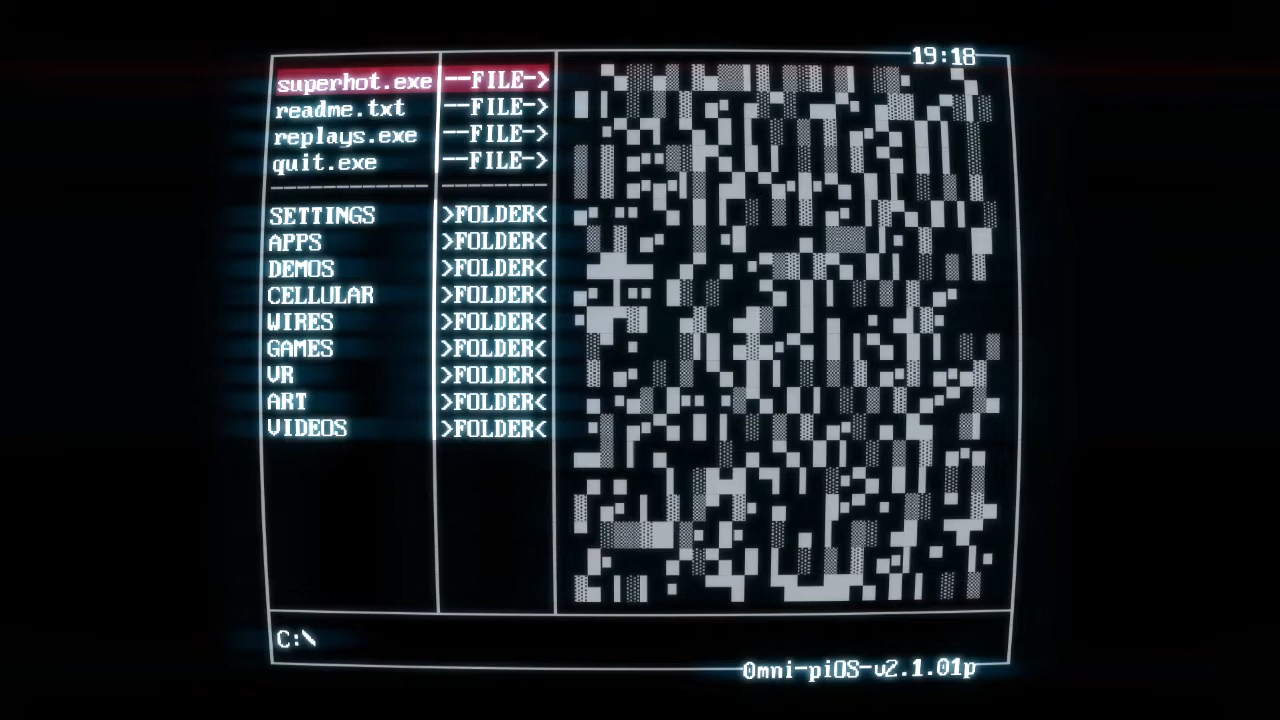 19:18
superhot.exe --FILE->
readme.txt --FILE->
replays.exe --FILE->
quit.exe --FILE->
SETTINGS >FOLDER<
APPS >FOLDER<
DEMOS >FOLDER<
CELLULAR >FOLDER<
WIRES >FOLDER<
GAMES >FOLDER<
VR >FOLDER<
ART >FOLDER<
VIDEOS >FOLDER<
C:\
Omni-piOS-v2.1.01p